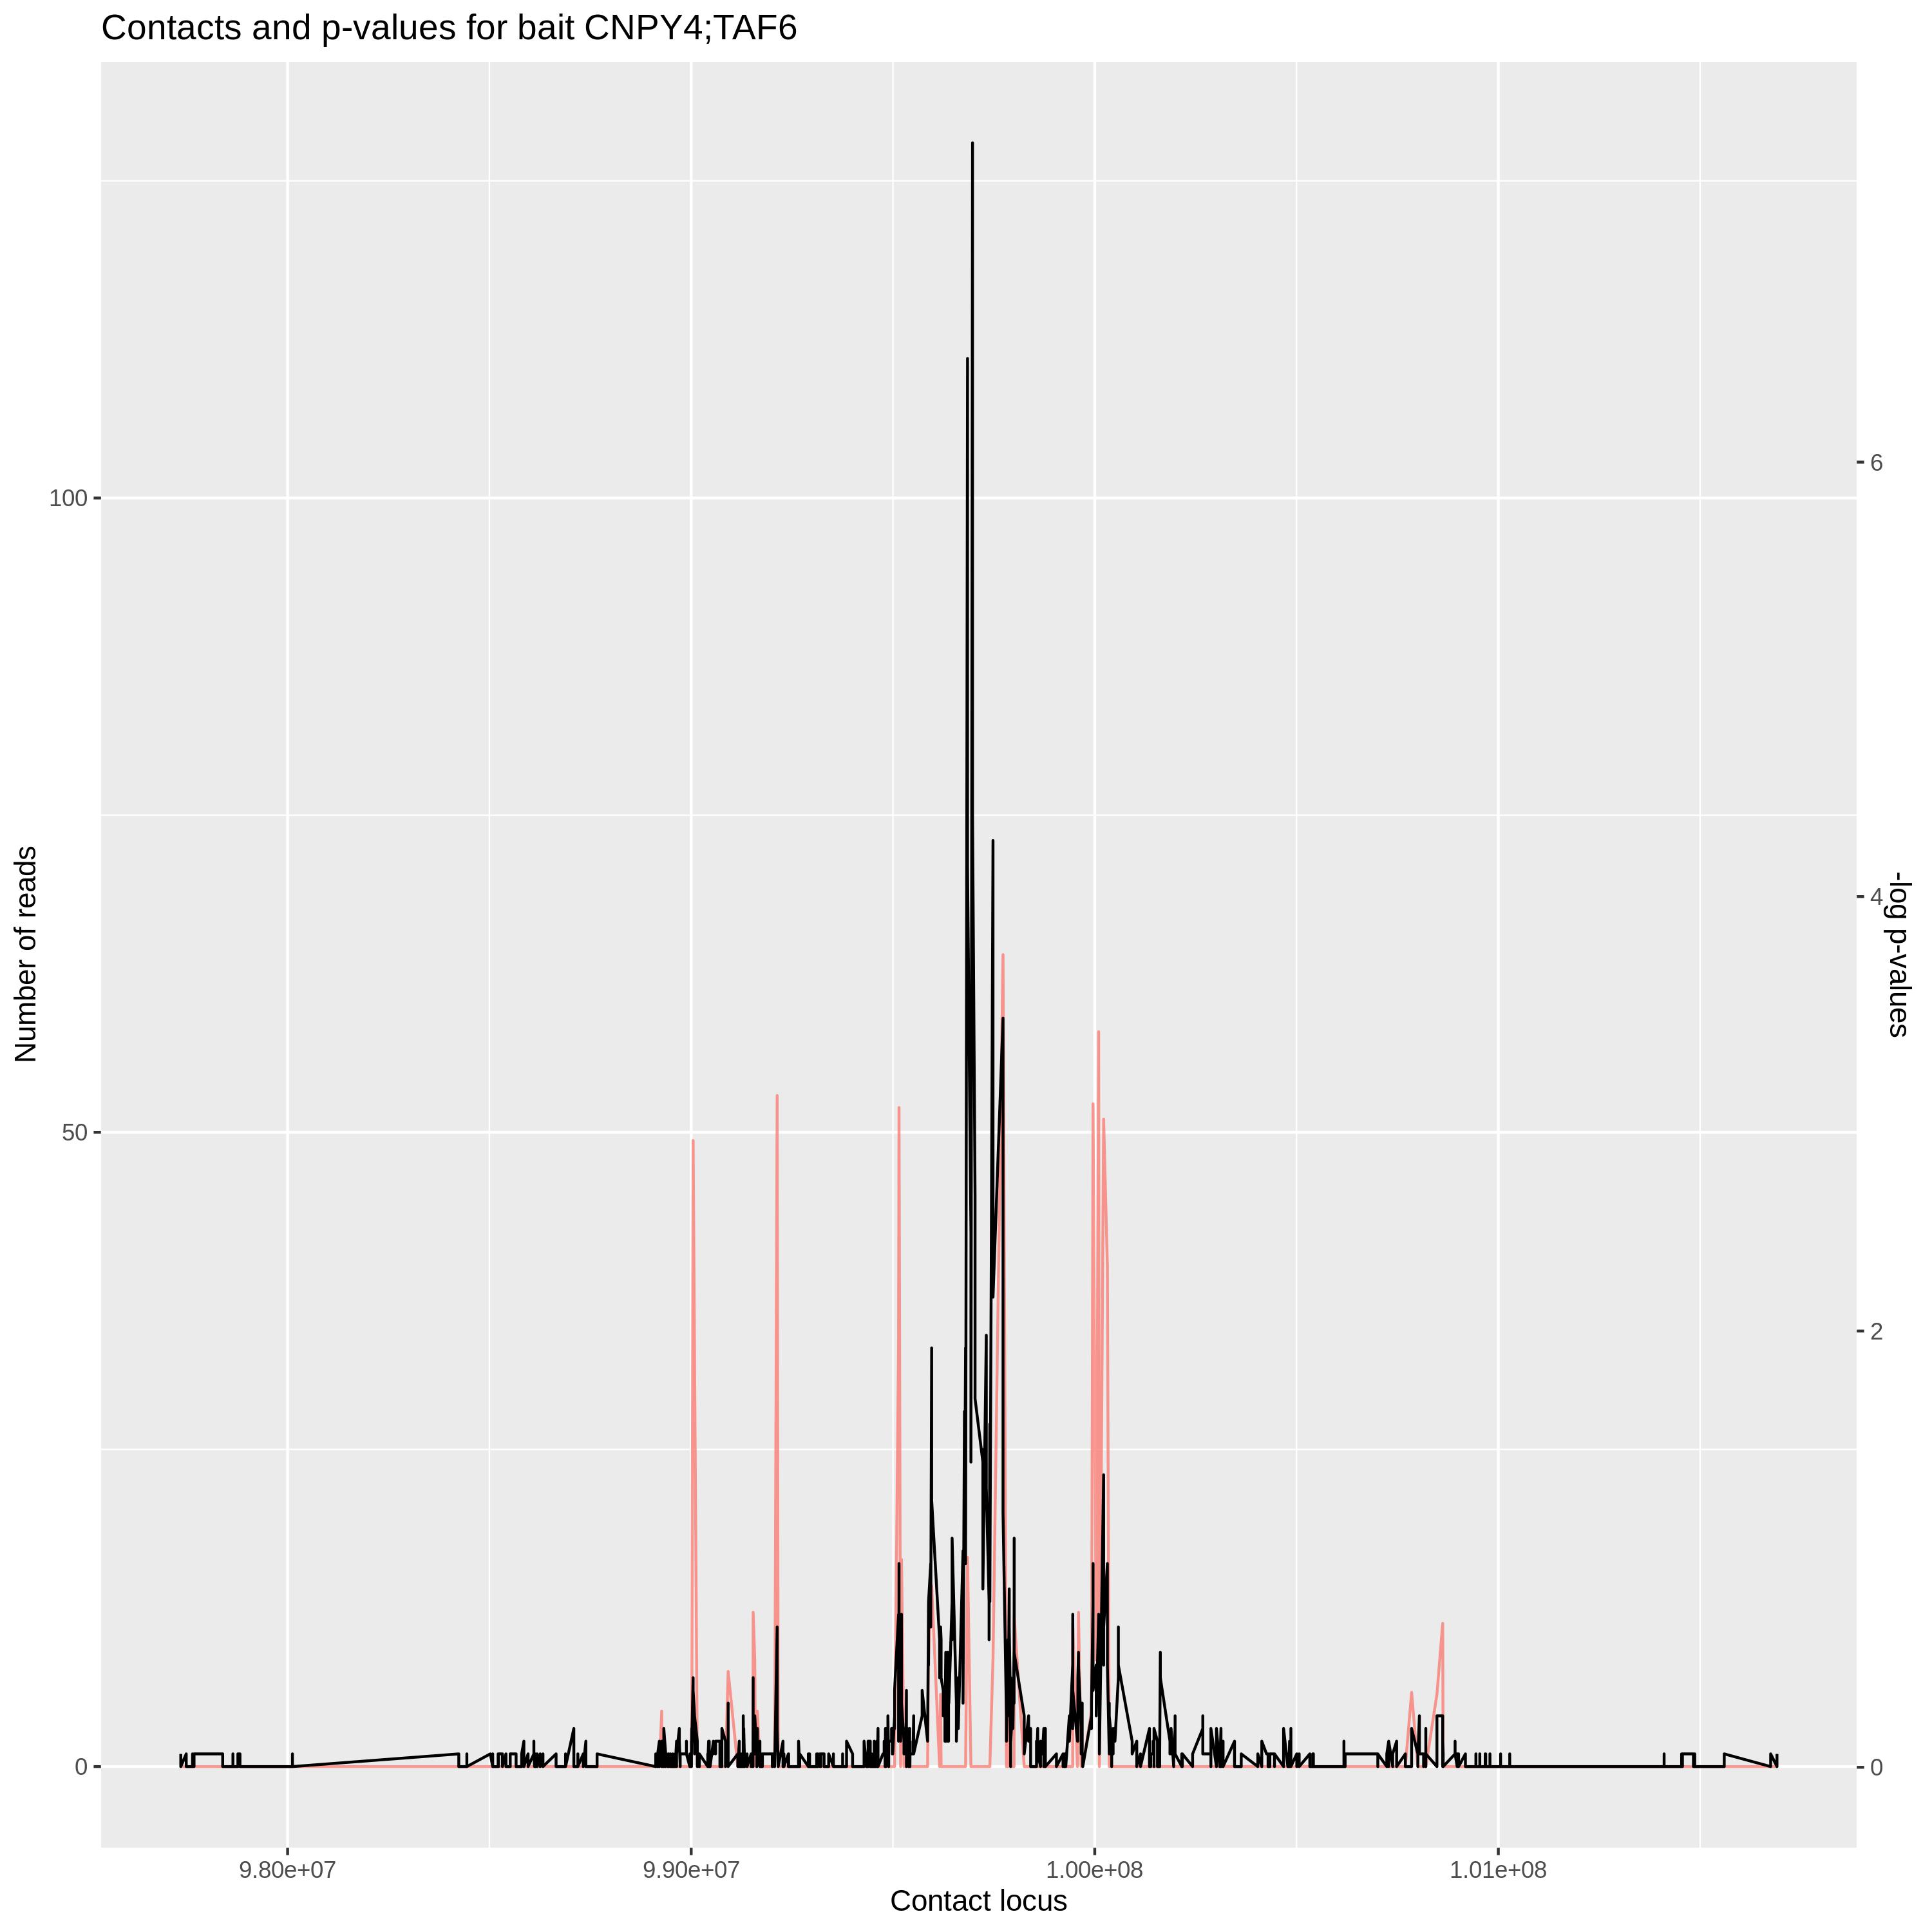 Contacts and p-values for bait CNPY4;TAF6
Number of reads
100
50
0
6
4
2
0
-log p-values
9.80e+07
9.90e+07
1.00e+08
1.01e+08
Contact locus